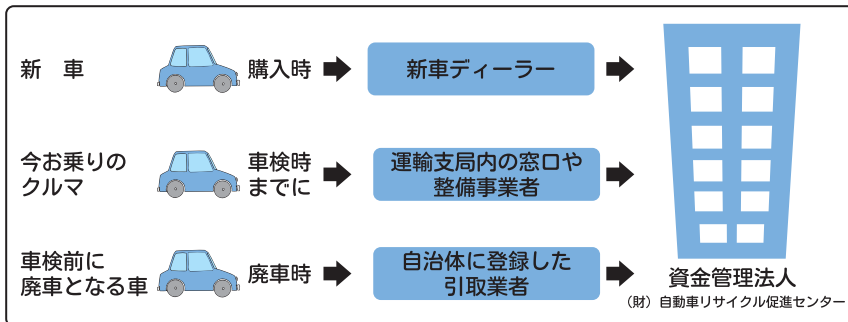 新　車
購入時
新車ディーラー
今お乗りの
クルマ
車検時
までに
運輸支局内の窓口や
整備事業者
車検前に
廃車となる車
廃車時
自治体に登録した
引取業者
資金管理法人
（財）自動車リサイクル促進センター